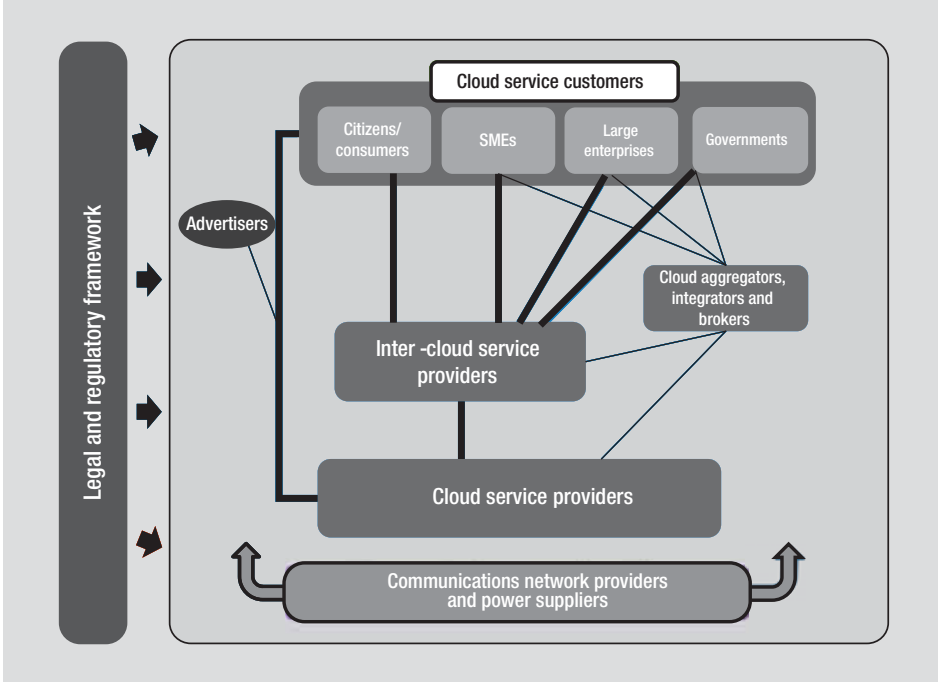 Legal and regulatory framework
Cloud service customers
Citizens/
consumers
SMEs
Large
enterprises
Governments
Advertisers
Cloud aggregators,
integrators and
brokers
Inter -cloud service
providers
Cloud service providers
Communications network providers
and power suppliers